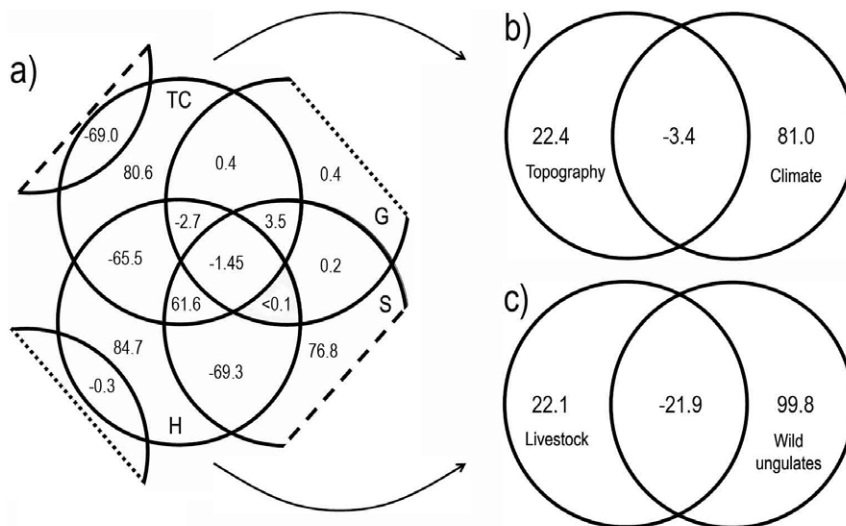 a)
TC
-69.0
80.6
0.4
0.4
G
-2.7
3.5
-65.5
-1.45
0.2
61.6
<0.1
S
84.7
-69.3
76.8
-0.3
H
b)
22.4
-3.4
81.0
Topography
Climate
c)
22.1
-21.9
99.8
Livestock
Wild
ungulates